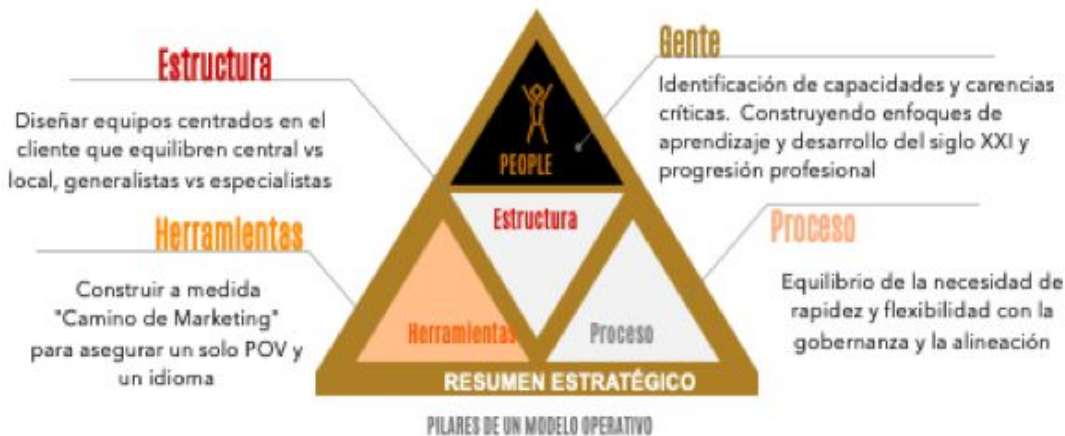 Estructura
Diseñar equipos centrados en el
cliente que equilibren central vs
local, generalistas vs especialistas
Gente
Identificación de capacidades y carencias
críticas. Construyendo enfoques de
aprendizaje y desarrollo del siglo XXI y
progresión profesional
PEOPLE
Estructura
Herramientas
Construir a medida
"Camino de Marketing"
para asegurar un solo POV y
un idioma
Proceso
Equilibrio de la necesidad de
rapidez y flexibilidad con la
gobernanza y la alineación
Herramientas
Proceso
RESUMEN ESTRATÉGICO
PILARES DE UN MODELO OPERATIVO